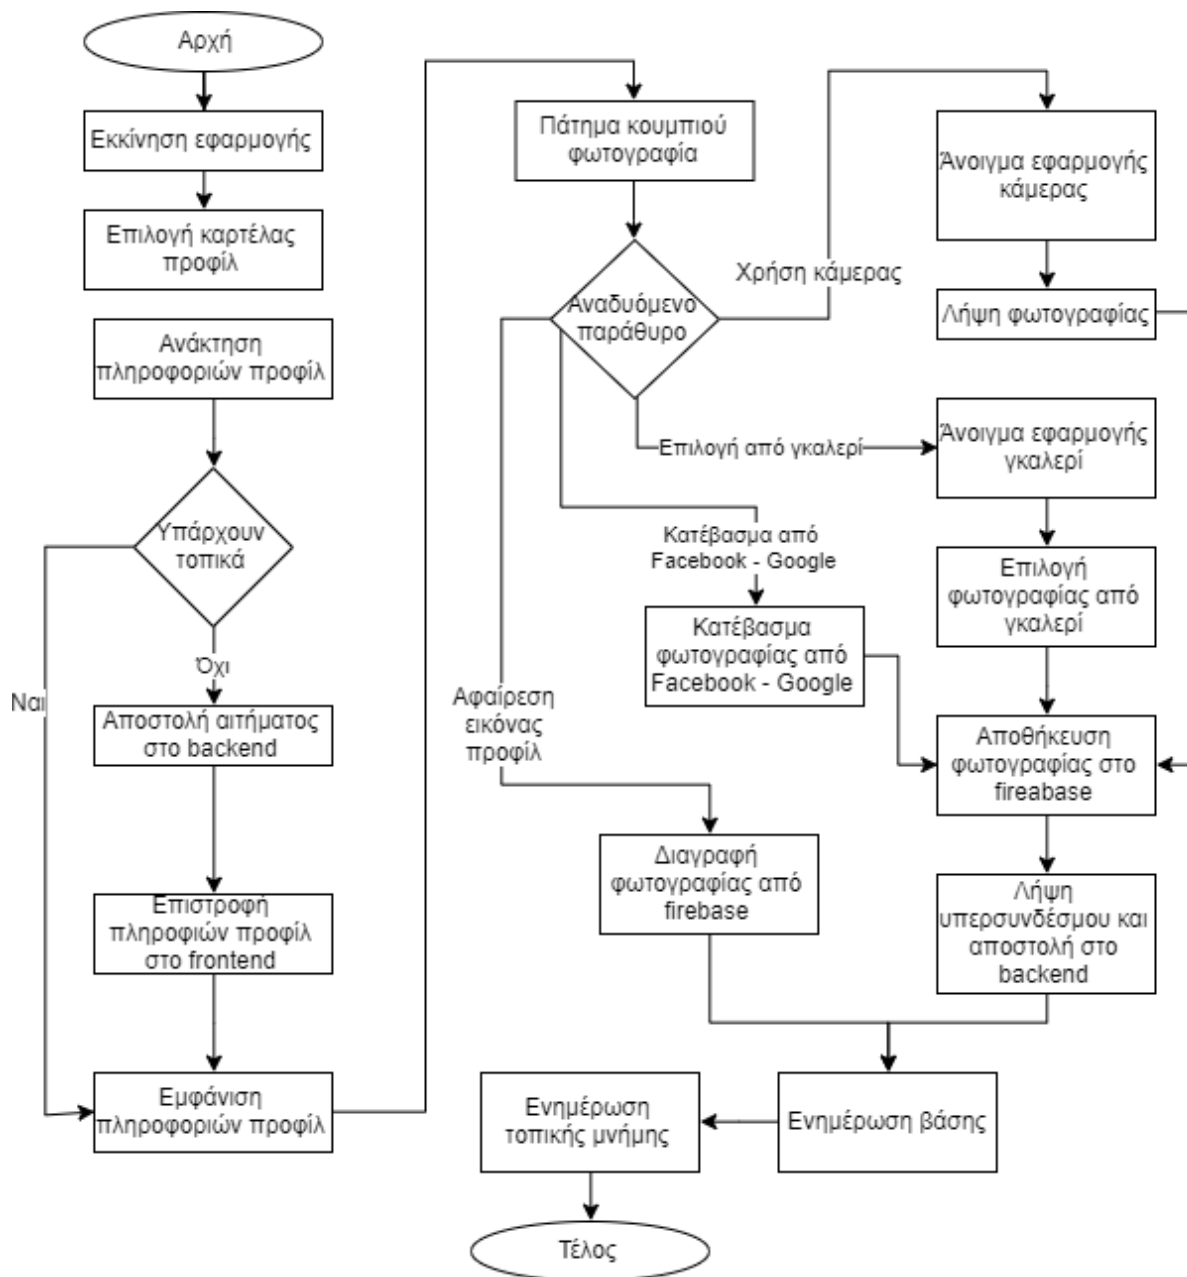 Αρχή
Εκκίνηση εφαρμογής
Επιλογή καρτέλας
προφίλ
Ανάκτηση
πληροφοριών προφίλ
Υπάρχουν
τοπικά
Ναι
Όχι
Αποστολή αιτήματος
στο backend
Επιστροφή
πληροφιών προφίλ
στο frontend
Εμφάνιση
πληροφοριών προφίλ
Πάτημα κουμπιού
φωτογραφία
Αναδυόμενο
παράθυρο
Χρήση κάμερας
Άνοιγμα εφαρμογής
κάμερας
Λήψη φωτογραφίας
Επιλογή από γκαλερί
Άνοιγμα εφαρμογής
γκαλερί
Επιλογή
φωτογραφίας από
γκαλερί
Κατέβασμα από
Facebook - Google
Κατέβασμα
φωτογραφίας από
Facebook - Google
Αφαίρεση
εικόνας
προφίλ
Αποθήκευση
φωτογραφίας στο
fireabase
Διαγραφή
φωτογραφίας από
firebase
Λήψη
υπερσυνδέσμου και
αποστολή στο
backend
Ενημέρωση βάσης
Ενημέρωση
τοπικής μνήμης
Τέλος